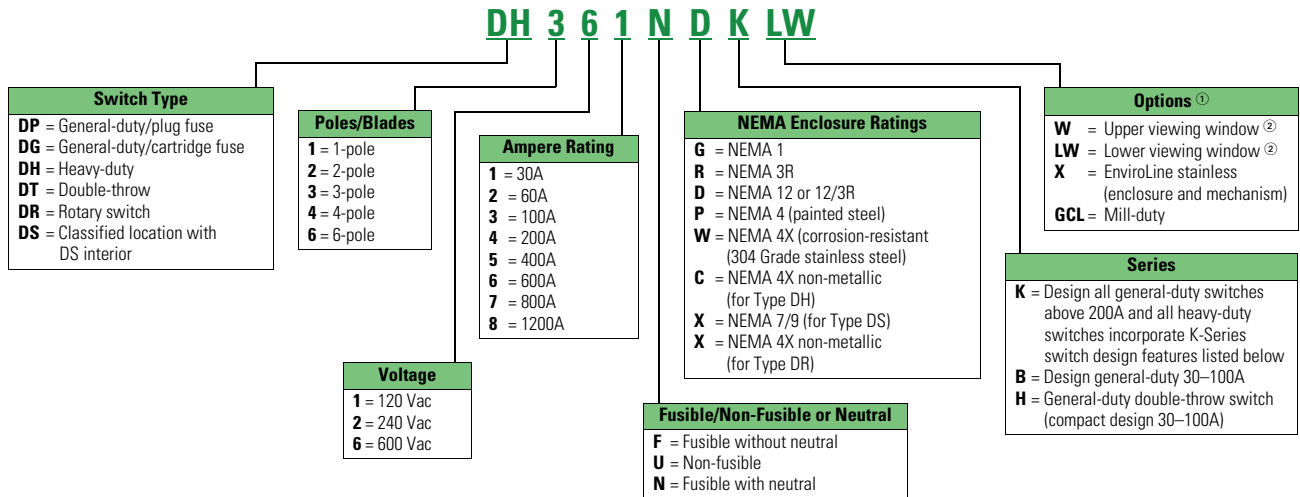 DH 3 6 1 N D K LW
Switch Type
DP = General-duty/plug fuse
DG = General-duty/cartridge fuse
DH = Heavy-duty
DT = Double-throw
DR = Rotary switch
DS = Classified location with
DS interior
Poles/Blades
1 = 1-pole
2 = 2-pole
3 = 3-pole
4 = 4-pole
6 = 6-pole
Voltage
1 = 120 Vac
2 = 240 Vac
6 = 600 Vac
Ampere Rating
1 = 30A
2 = 60A
3 = 100A
4 = 200A
5 = 400A
6 = 600A
7 = 800A
8 = 1200A
Fusible/Non-Fusible or Neutral
F = Fusible without neutral
U = Non-fusible
N = Fusible with neutral
NEMA Enclosure Ratings
G = NEMA 1
R = NEMA 3R
D = NEMA 12 or 12/3R
P = NEMA 4 (painted steel)
W = NEMA 4X (corrosion-resistant
(304 Grade stainless steel)
C = NEMA 4X non-metallic
(for Type DH)
X = NEMA 7/9 (for Type DS)
X = NEMA 4X non-metallic
(for Type DR)
Series
K = Design all general-duty switches
above 200A and all heavy-duty
switches incorporate K-Series
switch design features listed below
B = Design general-duty 30–100A
H = General-duty double-throw switch
(compact design 30–100A)
Options ①
W = Upper viewing window ②
LW = Lower viewing window ②
X = EnviroLine stainless
(enclosure and mechanism)
GCL = Mill-duty